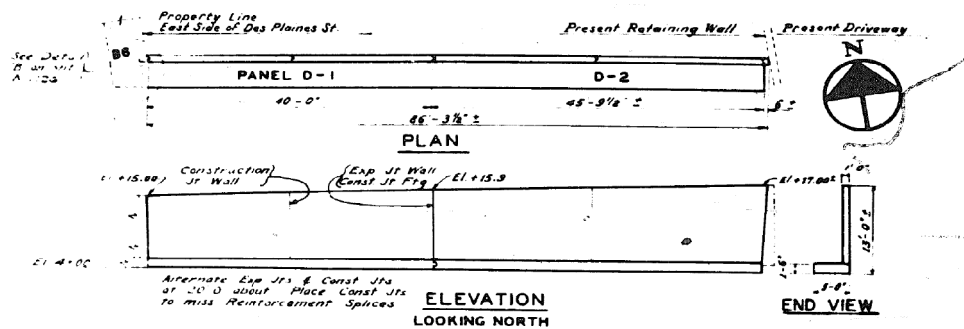 Property Line
East Side of Des Plaines St.
Present Retaining Wall
Present Driveway
See Detail
B6
PANEL D-1
D-2
N
40'-0"
45'-9½" ±
6 ±
86'-3½" ±
PLAN
El. +15.00
Construction
Jt Wall
Exp Jt Wall
Const Jt Ftg
El. +15.9
El. +17.00±
1'-0"
13'-0" ±
El. 4+00
1'-6"
5'-0"
Alternate Exp Jts & Const Jts
at 20 0 about Place Const Jts
to miss Reinforcement Splices
ELEVATION
LOOKING NORTH
END VIEW